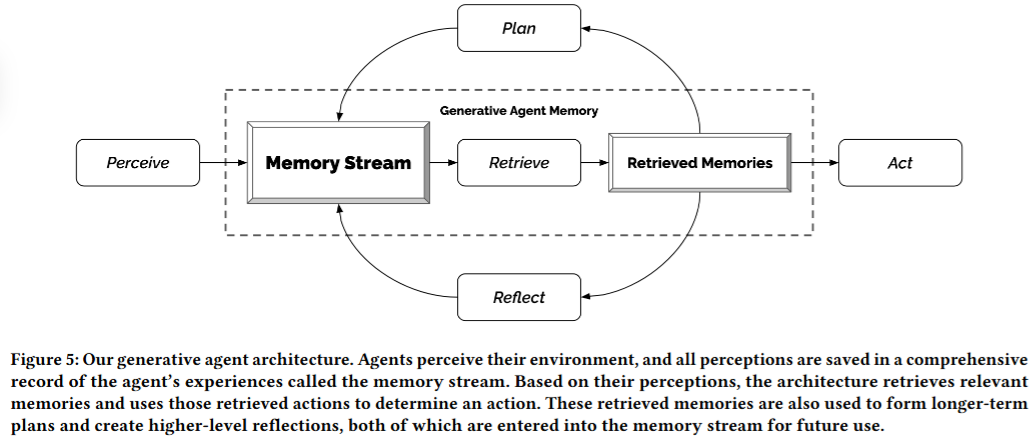 Plan
Generative Agent Memory
Perceive
Memory Stream
Retrieve
Retrieved Memories
Act
Reflect
Figure 5: Our generative agent architecture. Agents perceive their environment, and all perceptions are saved in a comprehensive
record of the agent's experiences called the memory stream. Based on their perceptions, the architecture retrieves relevant
memories and uses those retrieved actions to determine an action. These retrieved memories are also used to form longer-term
plans and create higher-level reflections, both of which are entered into the memory stream for future use.